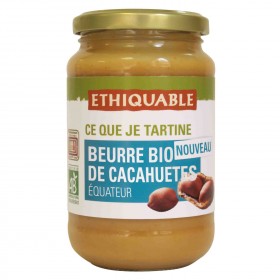 ETHIQUABLE
CE QUE JE TARTINE
BEURRE BIO NOUVEAU
DE CACAHUETES
ÉQUATEUR